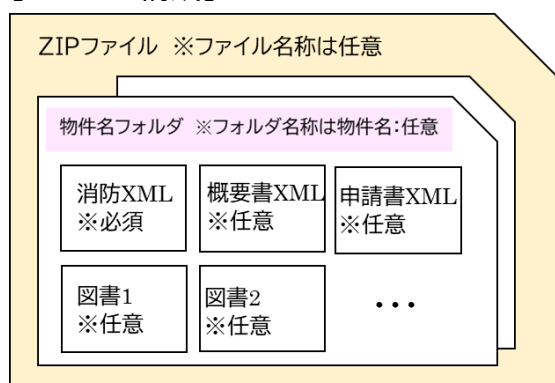 ZIPファイル ※ファイル名称は任意
物件名フォルダ ※フォルダ名称は物件名:任意
消防XML
※必須
概要書XML
※任意
申請書XML
※任意
図書1
※任意
図書2
※任意
・・・